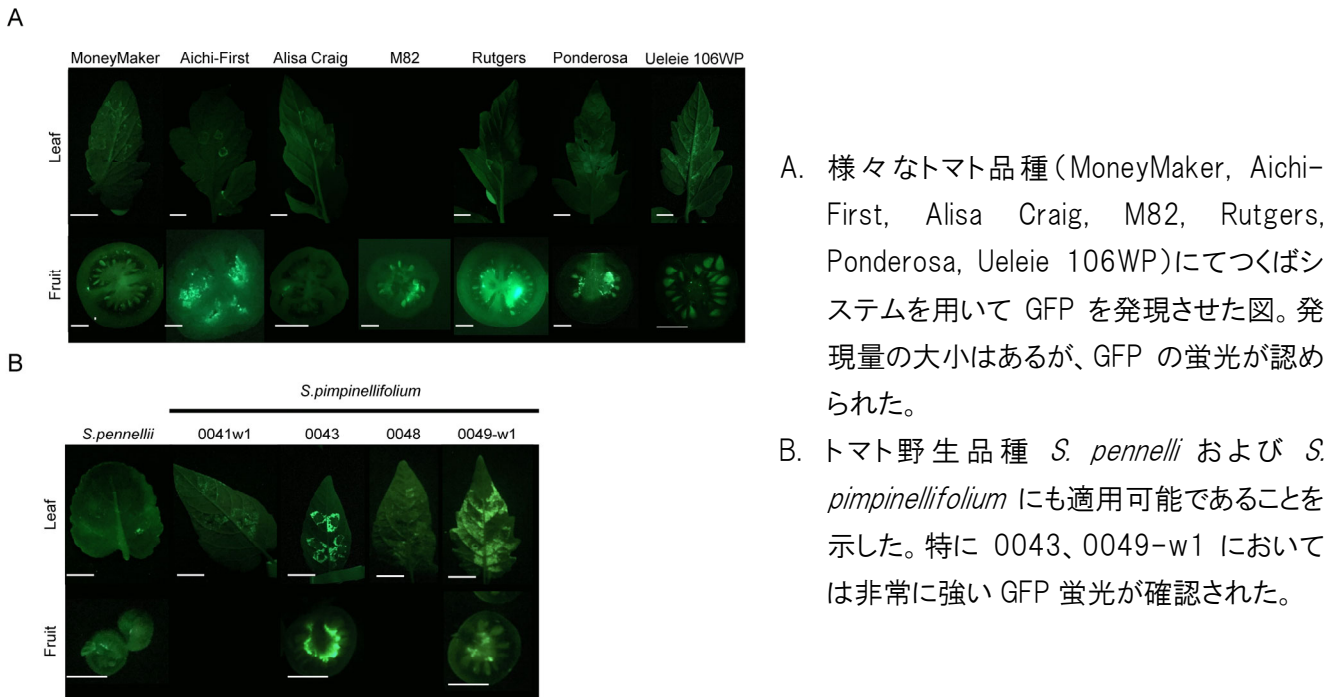 A
MoneyMaker Aichi-First Alisa Craig M82 Rutgers Ponderosa Ueleie 106WP
Leaf
Fruit
B
S.pimpinellifolium
S.pennellii 0041w1 0043 0048 0049-w1
Leaf
Fruit
A. 様々なトマト品種（MoneyMaker, Aichi-
First, Alisa Craig, M82, Rutgers,
Ponderosa, Ueleie 106WP）にてつくばシ
ステムを用いて GFP を発現させた図。発
現量の大小はあるが、GFP の蛍光が認め
られた。
B. トマト野生品種 S. pennelli および S.
pimpinellifolium にも適用可能であることを
示した。特に 0043、0049-w1 において
は非常に強い GFP 蛍光が確認された。